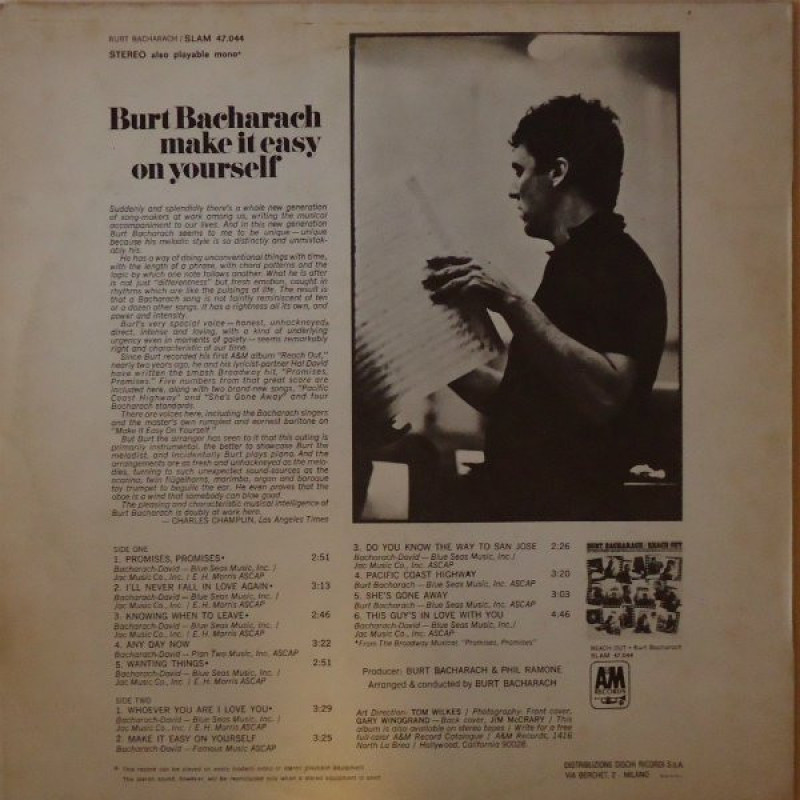 BURT BACHARACH / SLAM 47.044
STEREO also playable mono*
Burt Bacharach
make it easy
on yourself
Suddenly and splendidly there's a whole new generation
of song-makers at work among us, writing the musical
accompaniment to our lives. And in this new generation
Burt Bacharach seems to me to be unique — unique
because his melodic style is so distinctly and unmistak-
ably his.
He has a way of doing unconventional things with time,
with the length of a phrase, with chord patterns and the
logic by which one note follows another. What he is after
is not just "differentness" but fresh emotion, caught in
rhythms which are like the pulsings of life. The result is
that a Bacharach song is not faintly reminiscent of ten
or a dozen other songs. It has a rightness all its own, and
power and intensity.
Burt's very special voice — honest, unhackneyed,
direct, intense and loving, with a kind of underlying
urgency even in moments of gaiety — seems remarkably
right and characteristic of our time.
Since Burt recorded his first A&M album "Reach Out,"
nearly two years ago, he and his lyricist-partner Hal David
have written the smash Broadway hit, "Promises,
Promises." Five numbers from that great score are
included here, along with two brand new songs, "Pacific
Coast Highway" and "She's Gone Away" and four
Bacharach standards.
There are voices here, including the Bacharach singers
and the master's own rumpled and earnest baritone on
"Make It Easy On Yourself."
But Burt the arranger has seen to it that this outing is
primarily instrumental, the better to showcase Burt the
melodist, and incidentally Burt plays piano. And the
arrangements are as fresh and unhackneyed as the melo-
dies, turning to such unexpected sound-sources as the
ocarina, twin flügelhorns, marimba, organ and baroque
toy trumpet to beguile the ear. He even proves that the
oboe is a wind that somebody can blow good.
The pleasing and characteristic musical intelligence of
Burt Bacharach is doubly at work here.
— CHARLES CHAMPLIN, Los Angeles Times
SIDE ONE
1. PROMISES, PROMISES• 2:51
Bacharach-David — Blue Seas Music, Inc. /
Jac Music Co., Inc. / E. H. Morris ASCAP
2. I'LL NEVER FALL IN LOVE AGAIN• 3:13
Bacharach-David — Blue Seas Music, Inc. /
Jac Music Co., Inc. / E. H. Morris ASCAP
3. KNOWING WHEN TO LEAVE• 2:46
Bacharach-David — Blue Seas Music, Inc. /
Jac Music Co., Inc. / E. H. Morris ASCAP
4. ANY DAY NOW 3:22
Bacharach-David — Plan Two Music, Inc. ASCAP
5. WANTING THINGS• 2:51
Bacharach-David — Blue Seas Music, Inc. /
Jac Music Co., Inc. / E. H. Morris ASCAP
SIDE TWO
1. WHOEVER YOU ARE I LOVE YOU• 3:29
Bacharach-David — Blue Seas Music, Inc. /
Jac Music Co., Inc. / E. H. Morris ASCAP
2. MAKE IT EASY ON YOURSELF 3:25
Bacharach-David — Famous Music ASCAP
3. DO YOU KNOW THE WAY TO SAN JOSE 2:26
Bacharach-David — Blue Seas Music, Inc./
Jac Music Co., Inc. ASCAP
4. PACIFIC COAST HIGHWAY 3:20
Burt Bacharach — Blue Seas Music, Inc. ASCAP
5. SHE'S GONE AWAY 3:03
Burt Bacharach — Blue Seas Music, Inc. ASCAP
6. THIS GUY'S IN LOVE WITH YOU 4:46
Bacharach-David — Blue Seas Music, Inc./
Jac Music Co., Inc. ASCAP
•From The Broadway Musical, "Promises, Promises"
Producer: BURT BACHARACH & PHIL RAMONE
Arranged & conducted by BURT BACHARACH
Art Direction: TOM WILKES / Photography: Front cover,
GARY WINOGRAND — Back cover, JIM McCRARY / This
album is also available on stereo tapes / Write for a free
full-color A&M Record Catalogue / A&M Records, 1416
North La Brea / Hollywood, California 90028.
BURT BACHARACH · REACH OUT
REACH OUT • Burt Bacharach
SLAM 47.044
A&M
RECORDS
DISTRIBUZIONE DISCHI RICORDI S.p.A.
VIA BERCHET, 2 MILANO
* This record can be played on
The stereo sound, however, will be reproduced only when a stereo equipment is used